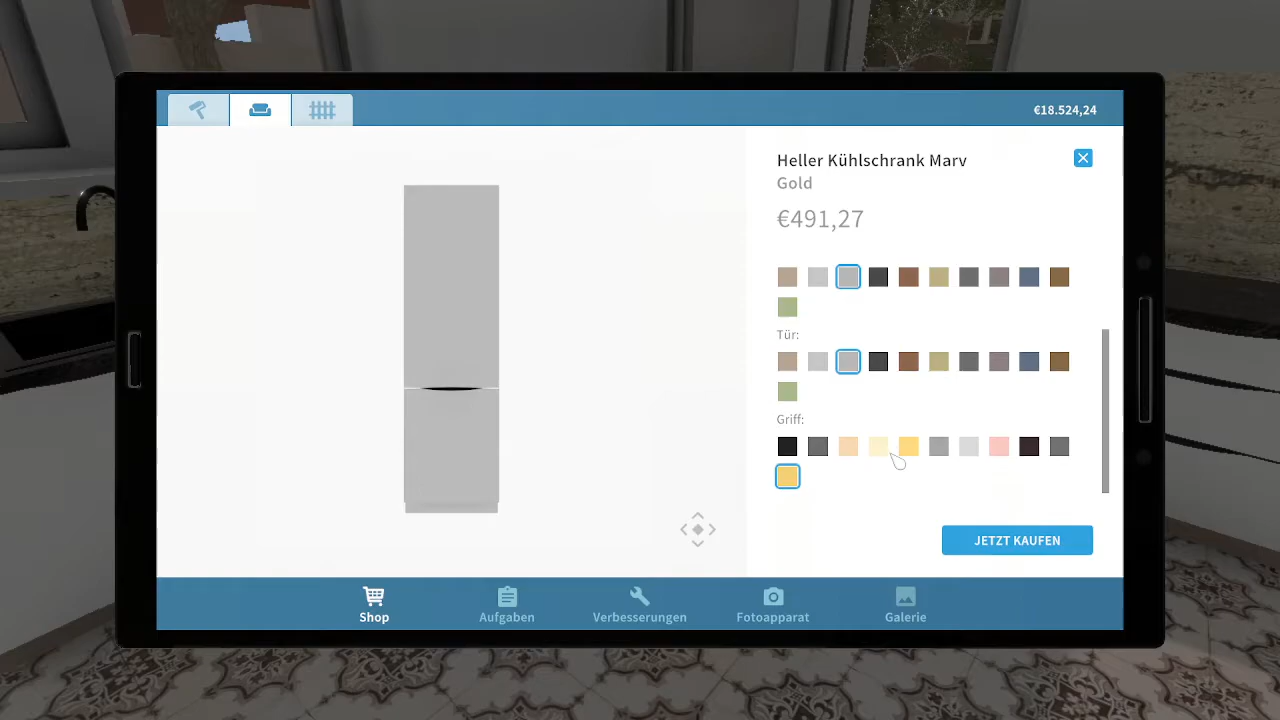 €18.524,24
Heller Kühlschrank Marv
Gold
€491,27
Tür:
Griff:
JETZT KAUFEN
Shop
Aufgaben
Verbesserungen
Fotoapparat
Galerie